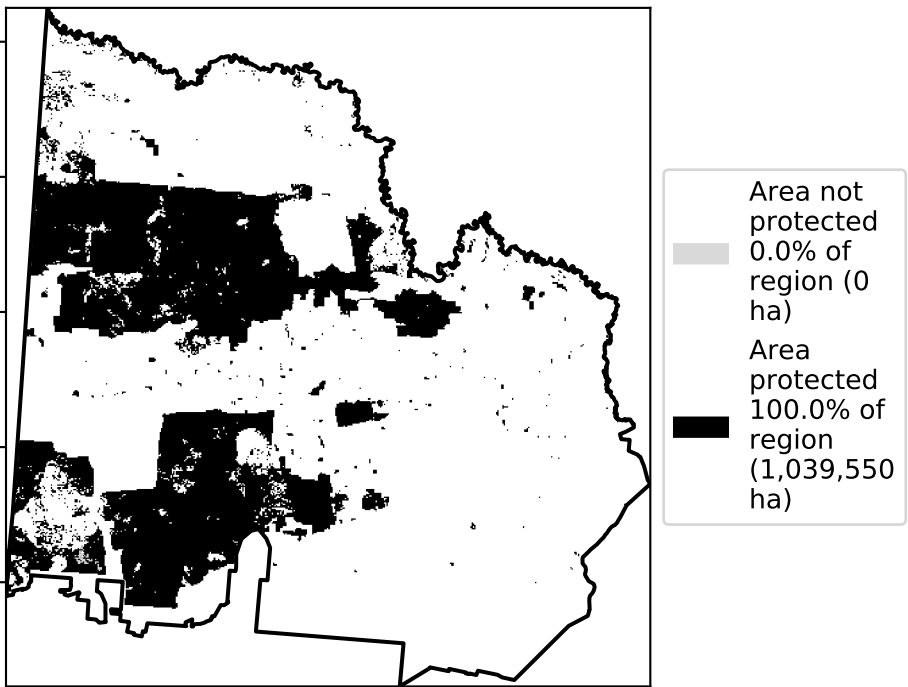 Area not
protected
0.0% of
region (0
ha)
Area
protected
100.0% of
region
(1,039,550
ha)